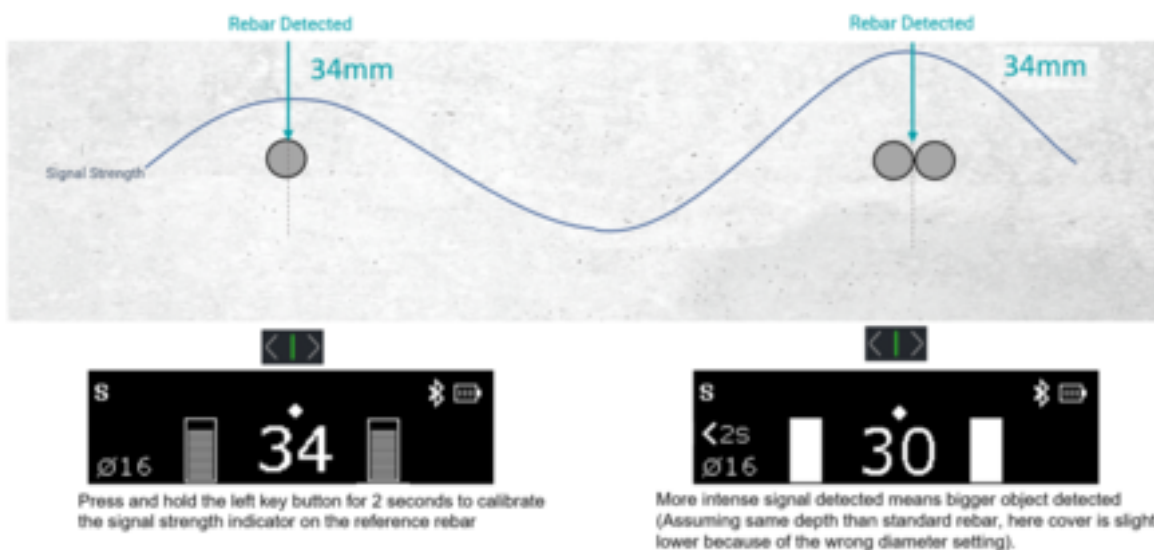 Rebar Detected
Rebar Detected
34mm
34mm
Signal Strength
S
34
Ø16
S
<2s
30
Ø16
Press and hold the left key button for 2 seconds to calibrate
the signal strength indicator on the reference rebar
More intense signal detected means bigger object detected
(Assuming same depth than standard rebar, here cover is slight
lower because of the wrong diameter setting).